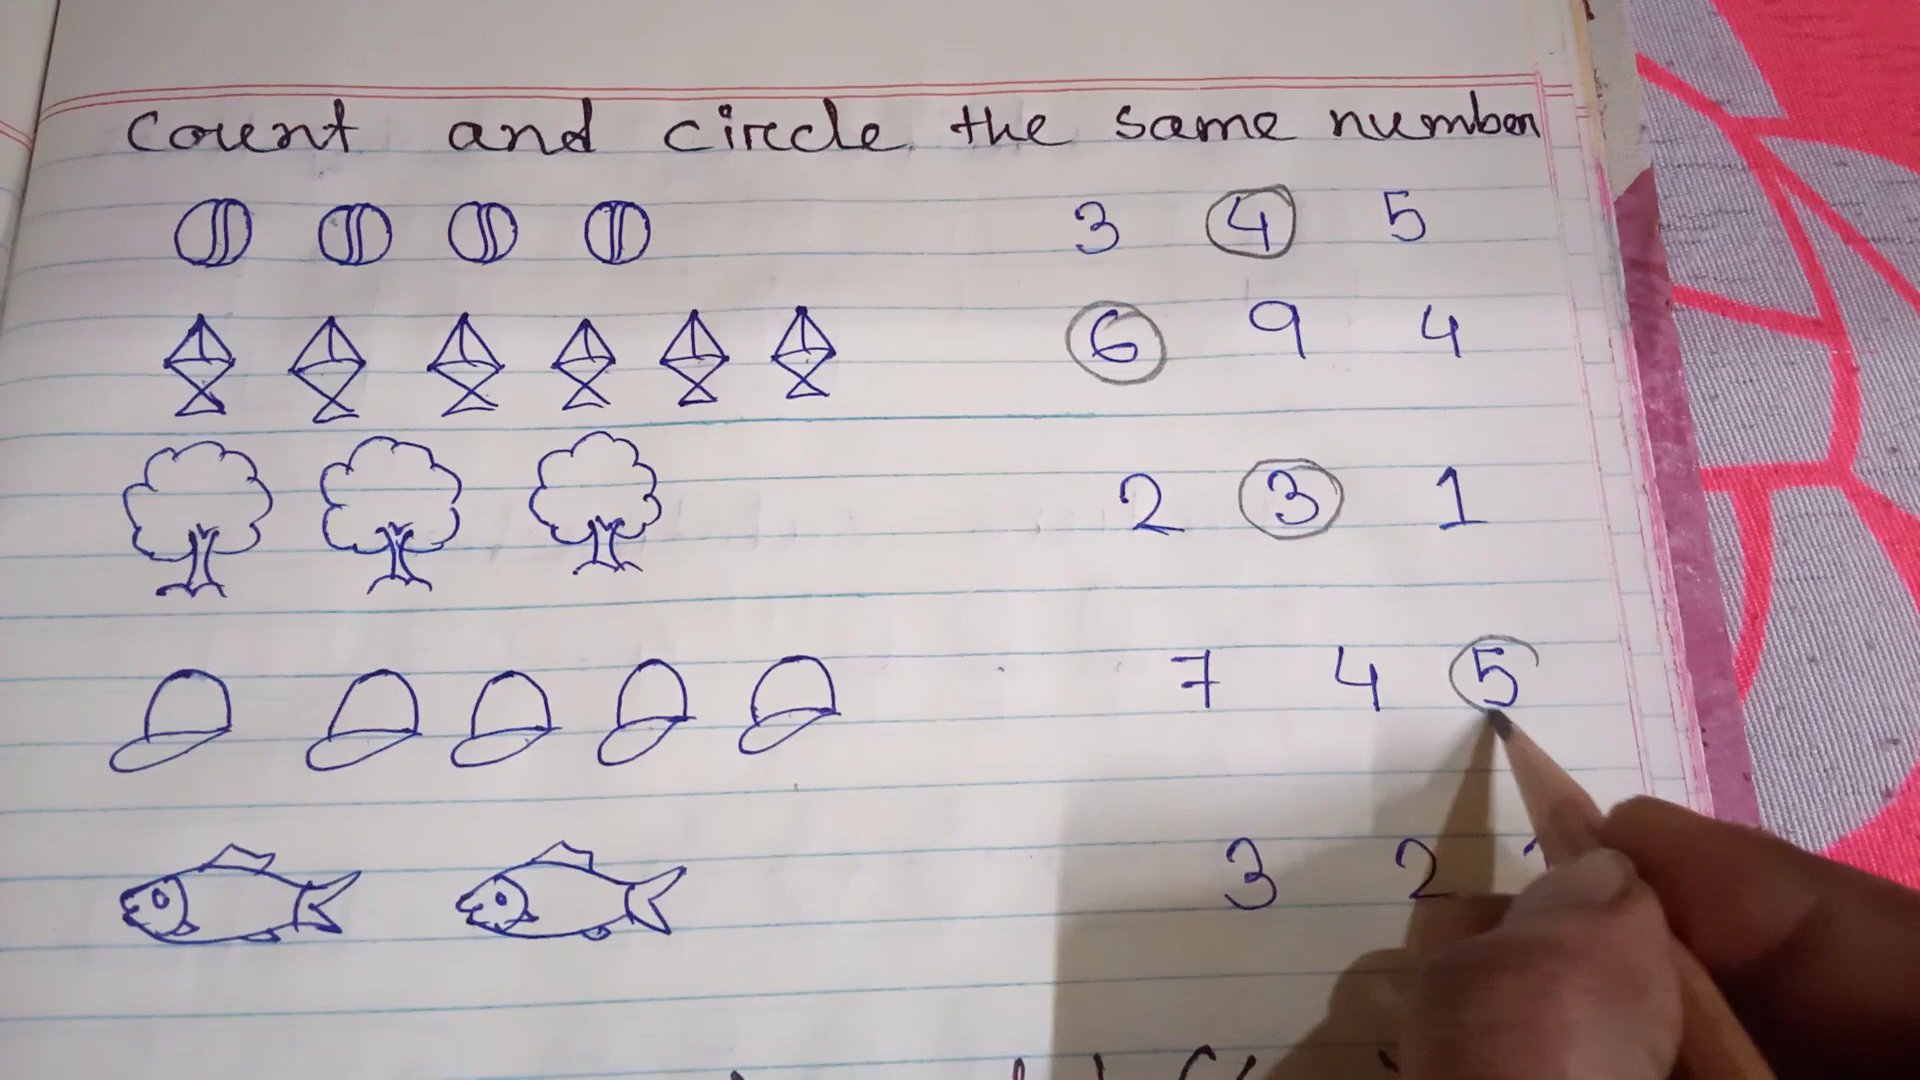 Count and circle the same number
3 4 5
6 9 4
2 3 1
7 4 5
3 2